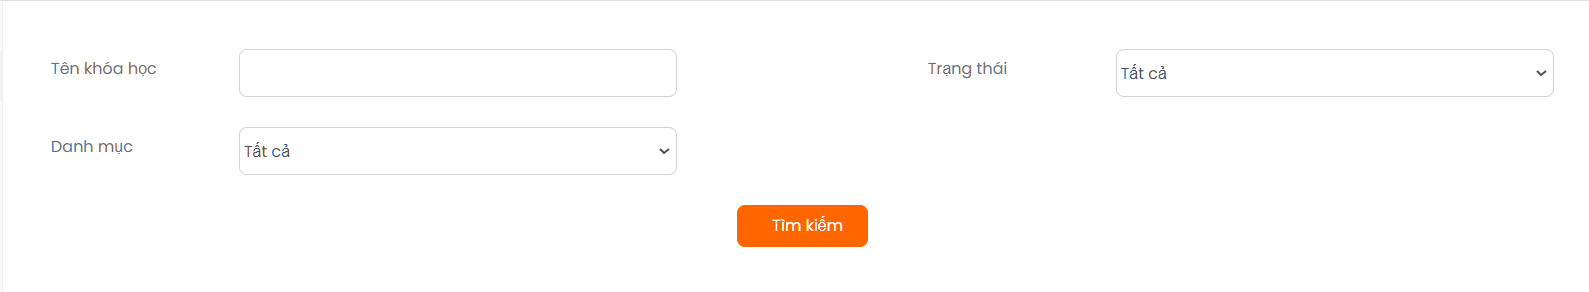 Tên khóa học
Trạng thái
Tất cả
Danh mục
Tất cả
Tìm kiếm